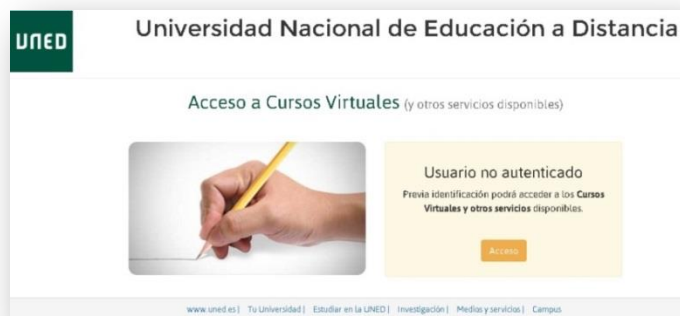 UNED
Universidad Nacional de Educación a Distancia
Acceso a Cursos Virtuales (y otros servicios disponibles)
Usuario no autenticado
Previa identificación podrá acceder a los Cursos
Virtuales y otros servicios disponibles.
Acceso
www.uned.es | Tu Universidad | Estudiar en la UNED | Investigación | Medios y servicios | Campus